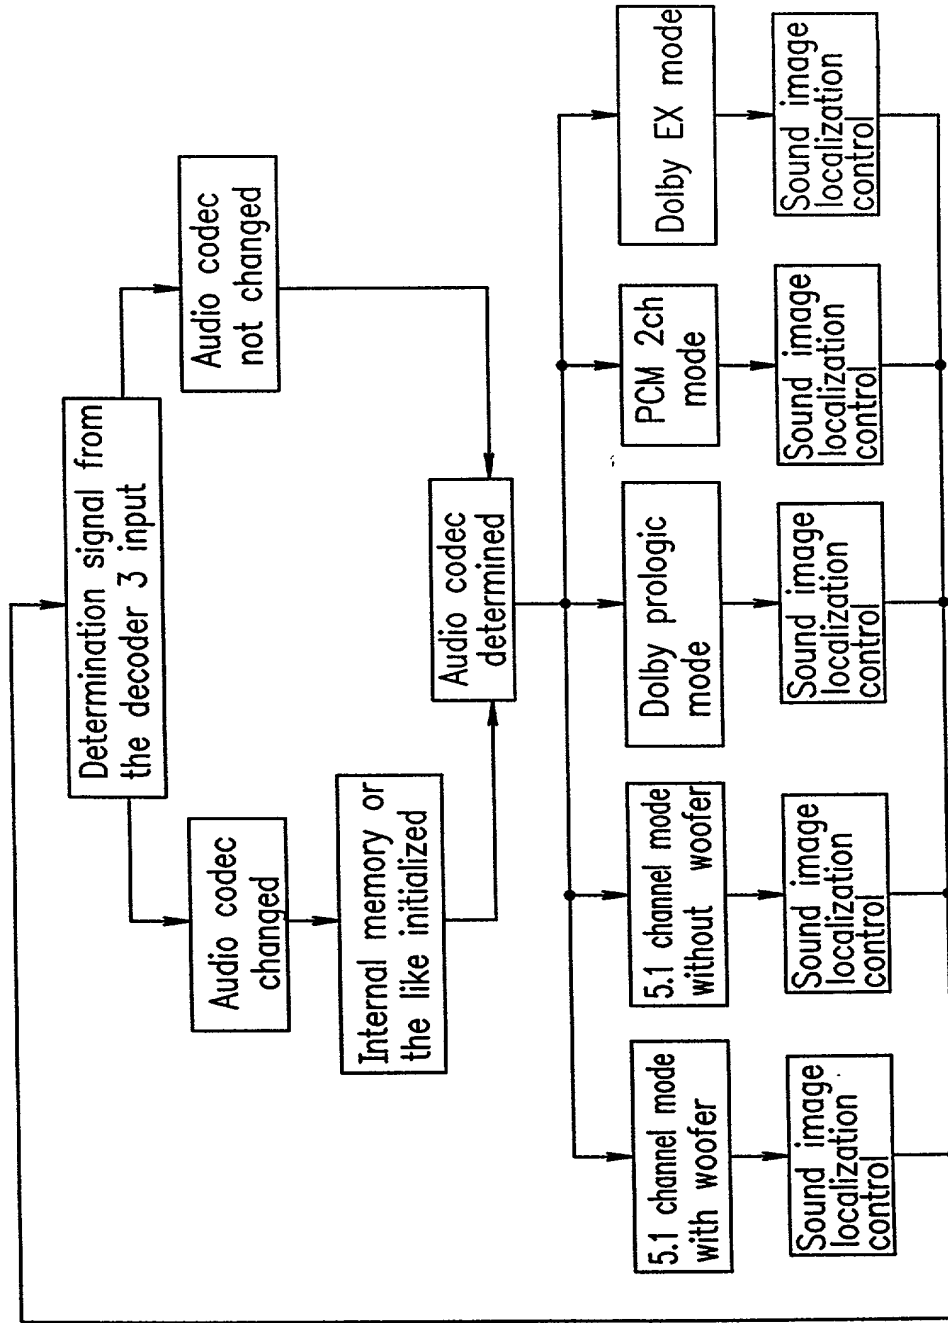 Determination signal from
the decoder 3 input
Audio codec
changed
Audio codec
not changed
Internal memory or
the like initialized
Audio codec
determined
5.1 channel mode
with woofer
5.1 channel mode
without woofer
Dolby prologic
mode
PCM 2ch
mode
Dolby EX mode
Sound image
localization
control
Sound image
localization
control
Sound image
localization
control
Sound image
localization
control
Sound image
localization
control